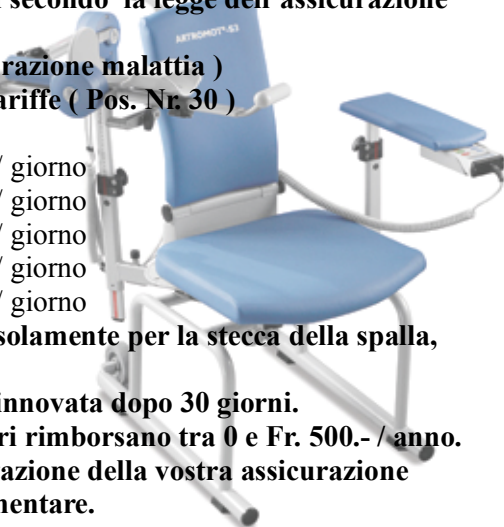 secondo la legge dell'assicurazione
ARTROMOT®-S3
razione malattia )
ariffe ( Pos. Nr. 30 )
/ giorno
/ giorno
/ giorno
/ giorno
/ giorno
solamente per la stecca della spalla,
innovata dopo 30 giorni.
ri rimborsano tra 0 e Fr. 500.- / anno.
azione della vostra assicurazione
mentare.